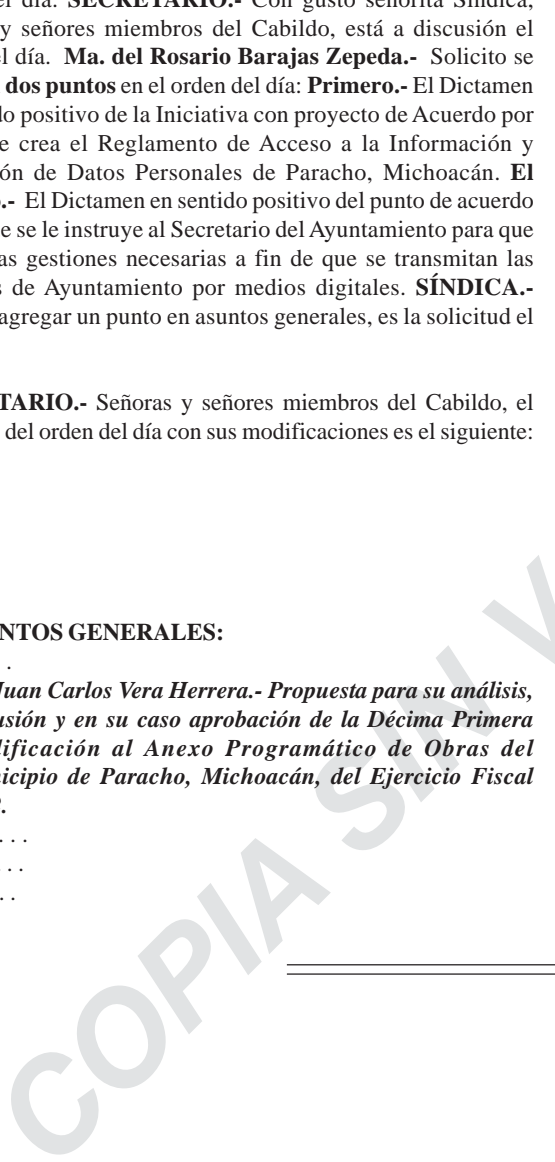 el día. SECRETARIO.- Con gusto señorita Síndica,
y señores miembros del Cabildo, está a discusión el
el día. Ma. del Rosario Barajas Zepeda.- Solicito se
dos puntos en el orden del día: Primero.- El Dictamen
do positivo de la Iniciativa con proyecto de Acuerdo por
e crea el Reglamento de Acceso a la Información y
ón de Datos Personales de Paracho, Michoacán. El
.- El Dictamen en sentido positivo del punto de acuerdo
e se le instruye al Secretario del Ayuntamiento para que
as gestiones necesarias a fin de que se transmitan las
s de Ayuntamiento por medios digitales. SÍNDICA.-
agregar un punto en asuntos generales, es la solicitud el
TARIO.- Señoras y señores miembros del Cabildo, el
del orden del día con sus modificaciones es el siguiente:
NTOS GENERALES:
. 
Juan Carlos Vera Herrera.- Propuesta para su análisis,
usión y en su caso aprobación de la Décima Primera
dificación al Anexo Programático de Obras del
nicipio de Paracho, Michoacán, del Ejercicio Fiscal
. . .
. . .
. .
COPIA SIN V